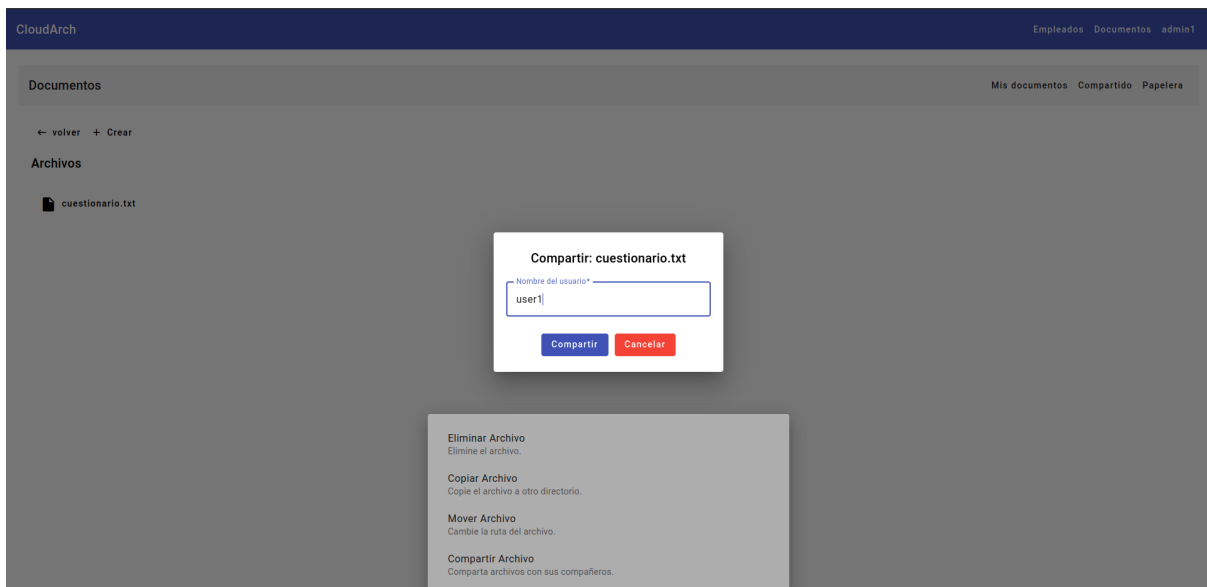 CloudArch
Empleados Documentos admin1
Documentos
Mis documentos Compartido Papelera
← volver + Crear
Archivos
cuestionario.txt
Compartir: cuestionario.txt
Nombre del usuario*
user1
Compartir Cancelar
Eliminar Archivo
Elimine el archivo.
Copiar Archivo
Copie el archivo a otro directorio.
Mover Archivo
Cambie la ruta del archivo.
Compartir Archivo
Comparta archivos con sus compañeros.